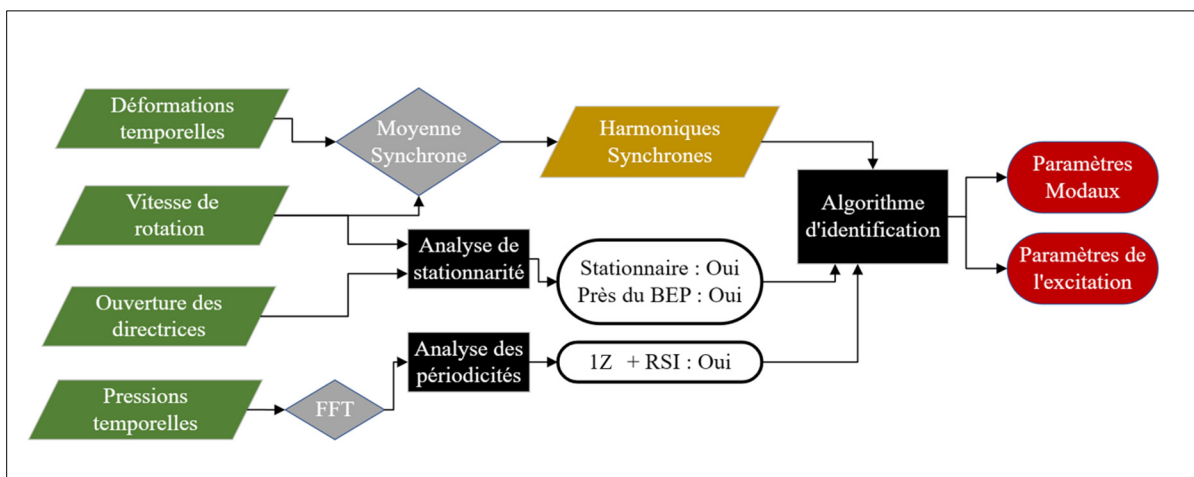 Déformations
temporelles
Moyenne
Synchrone
Harmoniques
Synchrones
Vitesse de
rotation
Analyse de
stationnarité
Ouverture des
directrices
Stationnaire : Oui
Près du BEP : Oui
Pressions
temporelles
FFT
Analyse des
périodicités
1Z + RSI : Oui
Algorithme
d'identification
Paramètres
Modaux
Paramètres de
l'excitation